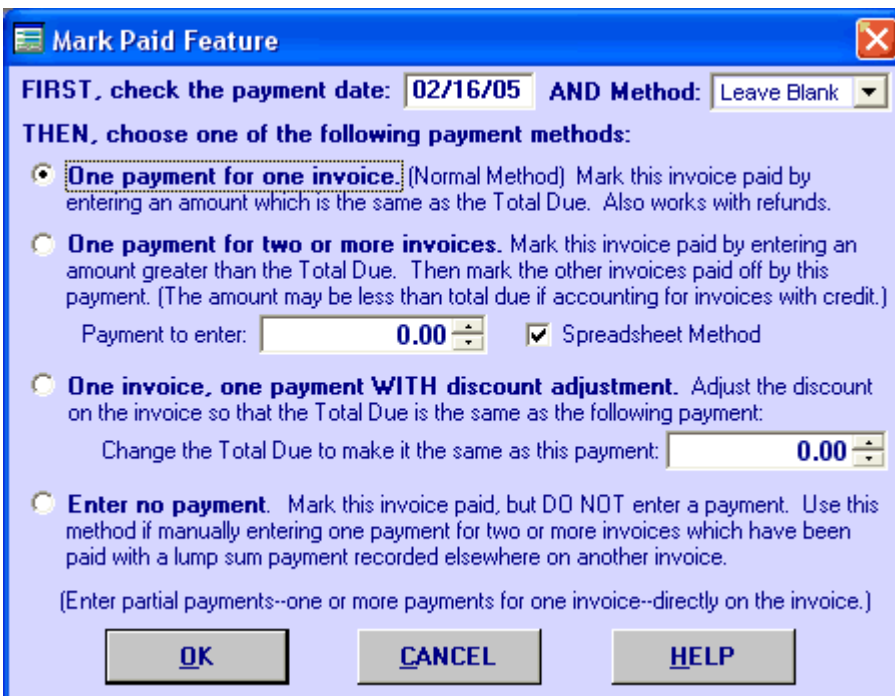 Mark Paid Feature
FIRST, check the payment date: 02/16/05 AND Method: Leave Blank
THEN, choose one of the following payment methods:
One payment for one invoice. (Normal Method) Mark this invoice paid by
entering an amount which is the same as the Total Due. Also works with refunds.
One payment for two or more invoices. Mark this invoice paid by entering an
amount greater than the Total Due. Then mark the other invoices paid off by this
payment. (The amount may be less than total due if accounting for invoices with credit.)
Payment to enter: 0.00 Spreadsheet Method
One invoice, one payment WITH discount adjustment. Adjust the discount
on the invoice so that the Total Due is the same as the following payment:
Change the Total Due to make it the same as this payment: 0.00
Enter no payment. Mark this invoice paid, but DO NOT enter a payment. Use this
method if manually entering one payment for two or more invoices which have been
paid with a lump sum payment recorded elsewhere on another invoice.
(Enter partial payments--one or more payments for one invoice--directly on the invoice.)
OK CANCEL HELP